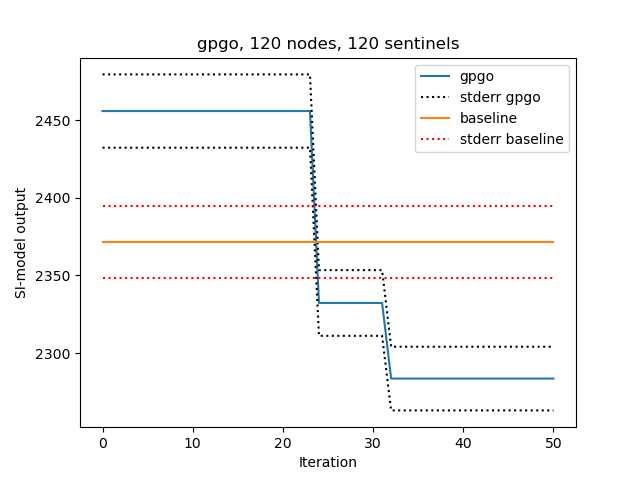 gpgo, 120 nodes, 120 sentinels
gpgo
stderr gpgo
baseline
stderr baseline
2450
2400
2350
2300
SI-model output
0 10 20 30 40 50
Iteration